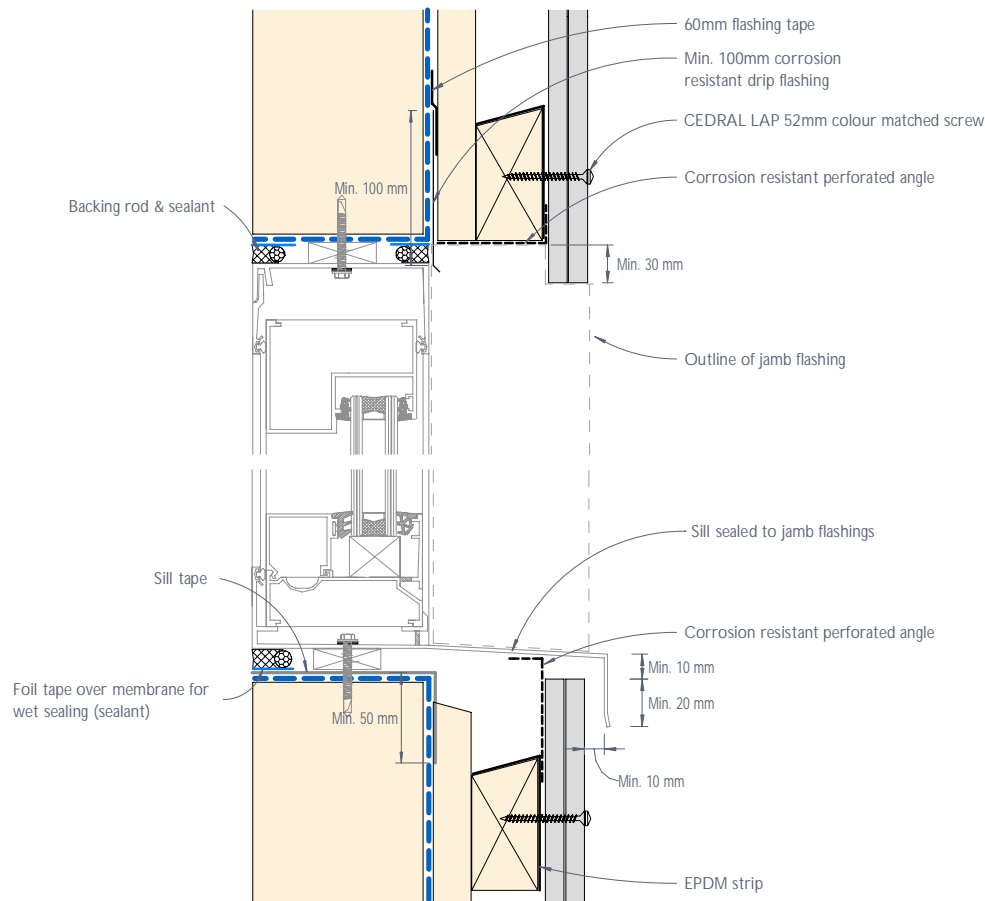 60mm flashing tape
Min. 100mm corrosion
resistant drip flashing
CEDRAL LAP 52mm colour matched screw
Min. 100 mm
Corrosion resistant perforated angle
Backing rod & sealant
Min. 30 mm
Outline of jamb flashing
Sill sealed to jamb flashings
Sill tape
Corrosion resistant perforated angle
Min. 10 mm
Foil tape over membrane for
wet sealing (sealant)
Min. 20 mm
Min. 50 mm
Min. 10 mm
EPDM strip